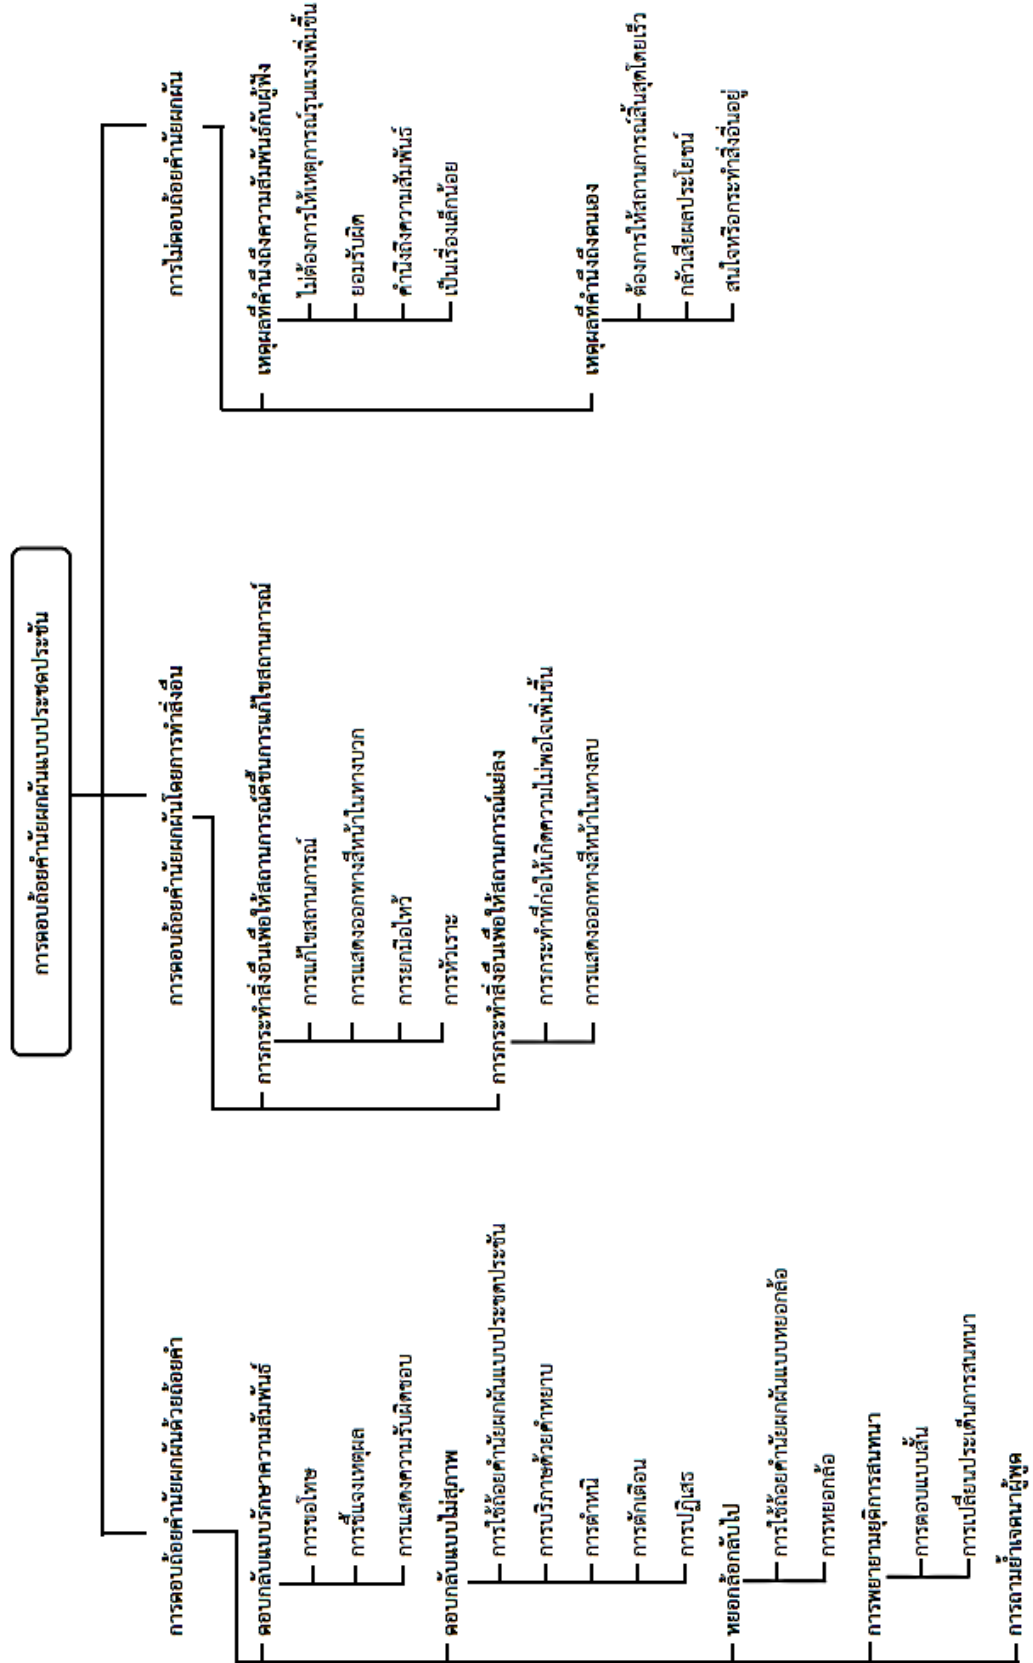 การตอบถ้อยคำนัยผกผันแบบประชดประชัน
การตอบถ้อยคำนัยผกผันด้วยถ้อยคำ
ตอบกลับแบบรักษาความสัมพันธ์
การขอโทษ
การชี้แจงเหตุผล
การแสดงความรับผิดชอบ
ตอบกลับแบบไม่สุภาพ
การใช้ถ้อยคำนัยผกผันแบบประชดประชัน
การบริภาษด้วยคำหยาบ
การตำหนิ
การตักเตือน
การปฏิเสธ
หยอกล้อกลับไป
การใช้ถ้อยคำนัยผกผันแบบหยอกล้อ
การหยอกล้อ
การพยายามยุติการสนทนา
การตอบแบบสั้น
การเปลี่ยนประเด็นการสนทนา
การถามย้ำเจตนาผู้พูด
การตอบถ้อยคำนัยผกผันโดยการทำสิ่งอื่น
การกระทำสิ่งอื่นเพื่อให้สถานการณ์ดีขึ้นการแก้ไขสถานการณ์
การแก้ไขสถานการณ์
การแสดงออกทางสีหน้าในทางบวก
การยกมือไหว้
การหัวเราะ
การกระทำสิ่งอื่นเพื่อให้สถานการณ์แย่ลง
การกระทำที่ก่อให้เกิดความไม่พอใจเพิ่มขึ้น
การแสดงออกทางสีหน้าในทางลบ
การไม่ตอบถ้อยคำนัยผกผัน
เหตุผลที่คำนึงถึงความสัมพันธ์กับผู้ฟัง
ไม่ต้องการให้เหตุการณ์รุนแรงเพิ่มขึ้น
ยอมรับผิด
คำนึงถึงความสัมพันธ์
เป็นเรื่องเล็กน้อย
เหตุผลที่คำนึงถึงตนเอง
ต้องการให้สถานการณ์สิ้นสุดโดยเร็ว
กลัวเสียผลประโยชน์
สนใจหรือกระทำสิ่งอื่นอยู่